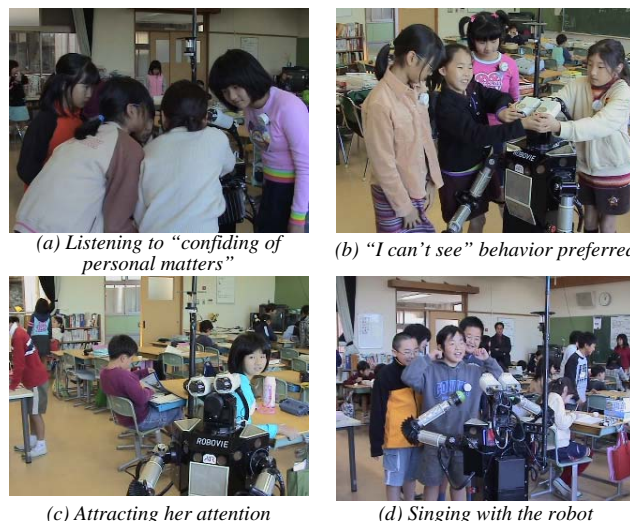 (a) Listening to “confiding of
personal matters”
ROBOVIE
(b) “I can’t see” behavior preferred
ROBOVIE
(c) Attracting her attention
(d) Singing with the robot